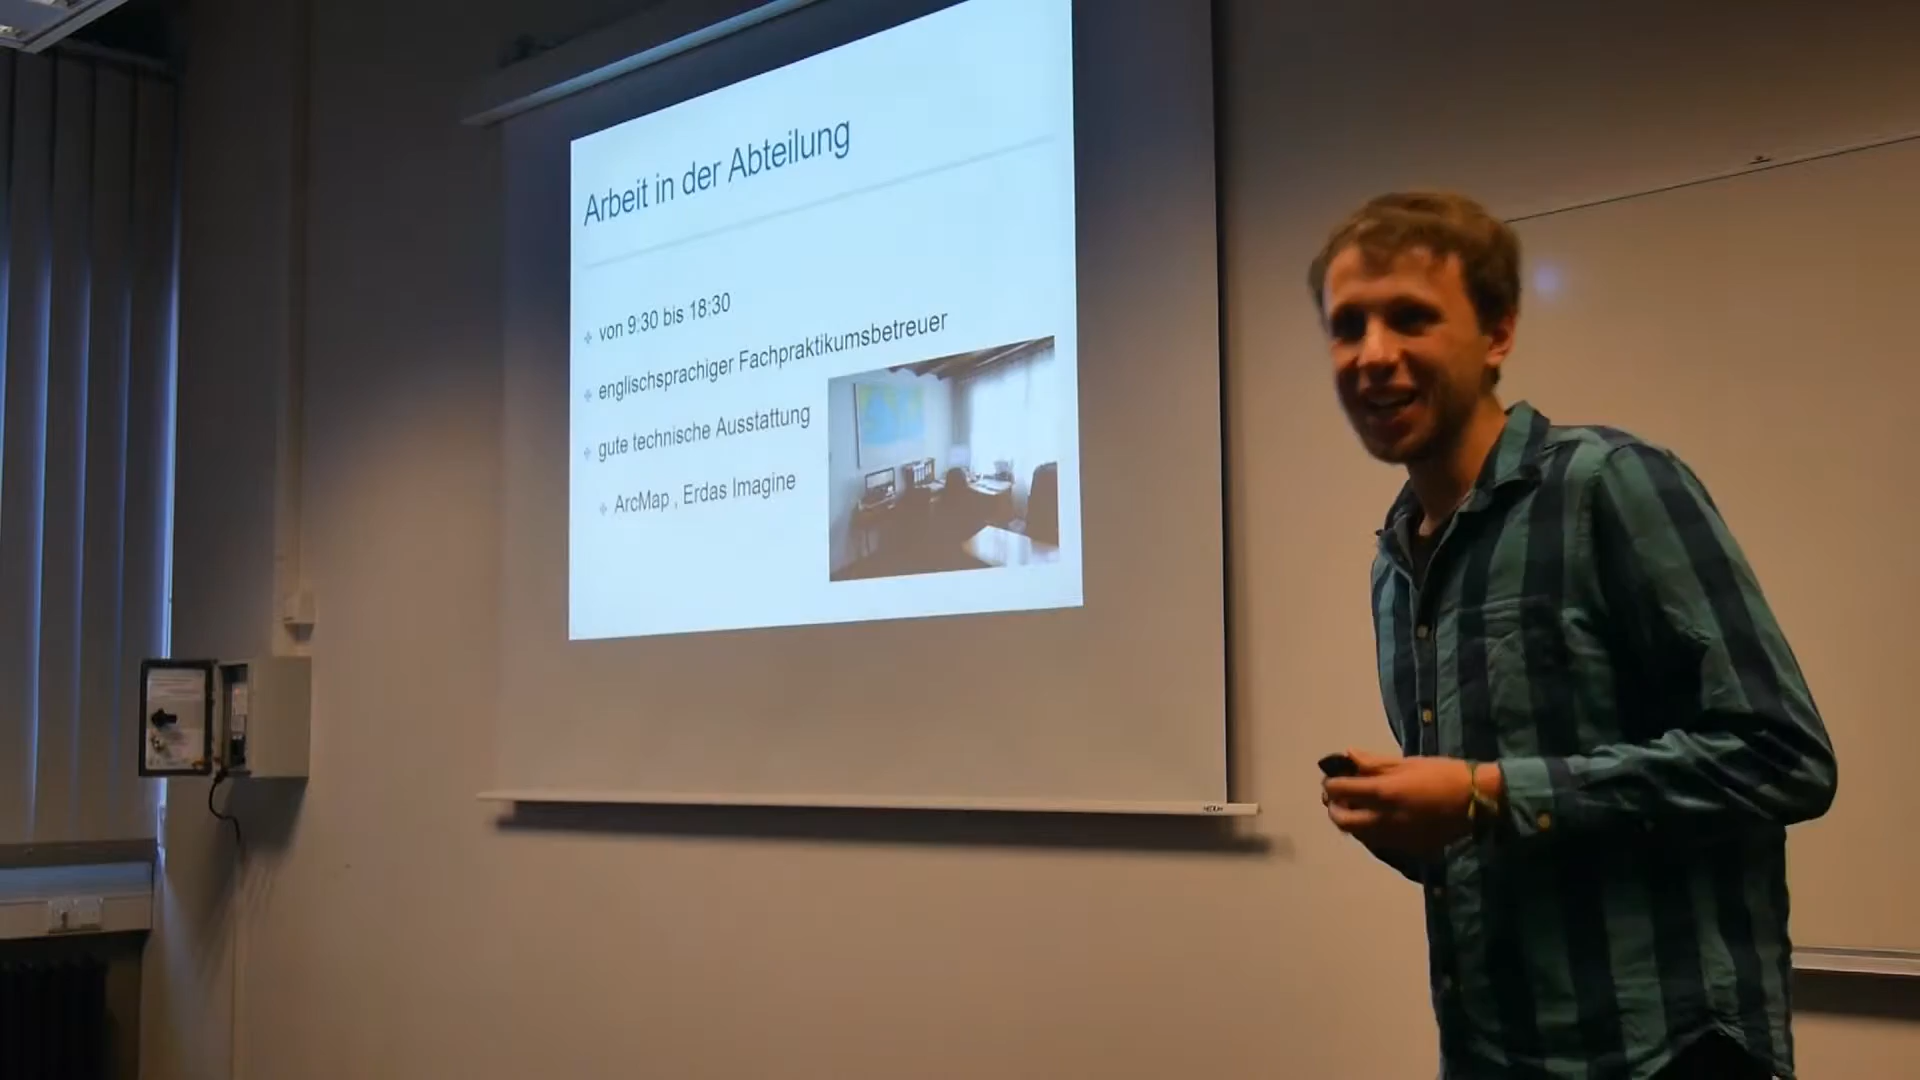 Arbeit in der Abteilung
von 9:30 bis 18:30
englischsprachiger Fachpraktikumsbetreuer
gute technische Ausstattung
ArcMap , Erdas Imagine